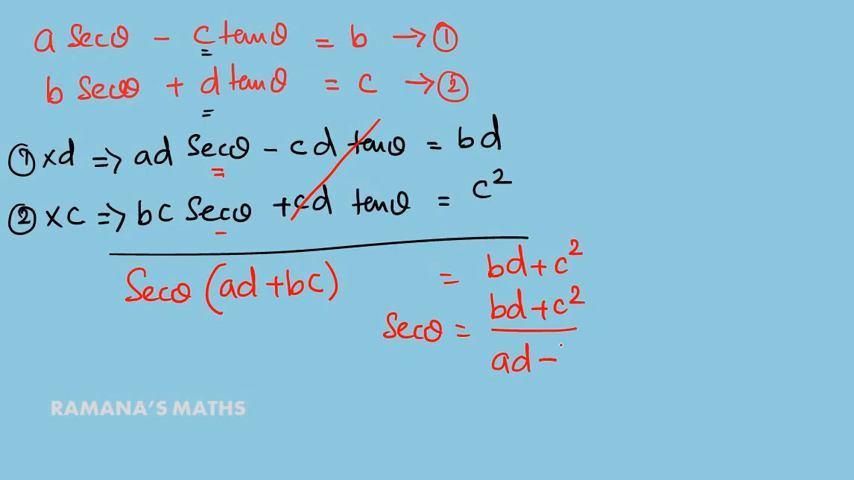 a secθ - c tanθ = b → ①
b secθ + d tanθ = c → ②
① × d => ad secθ - cd tanθ = bd
② × c => bc secθ + cd tanθ = c²
secθ (ad + bc) = bd + c²
secθ = bd + c² / ad -
RAMANA'S MATHS